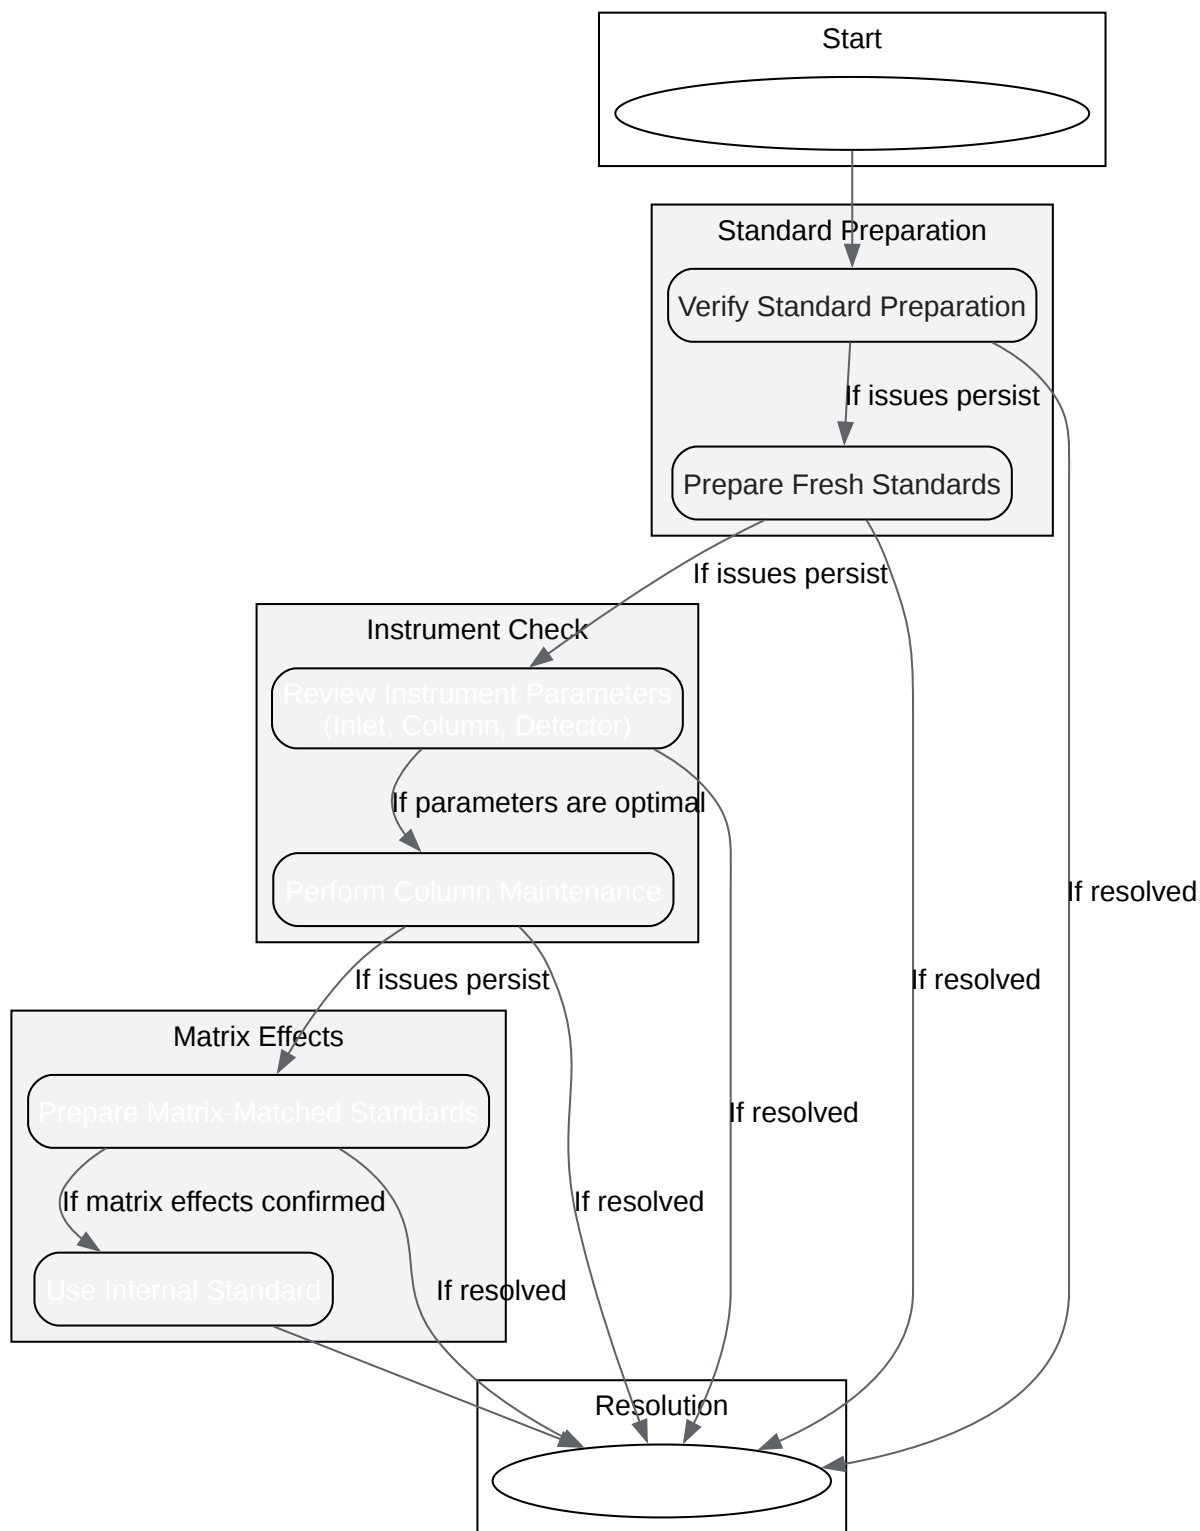 Start
Standard Preparation
Verify Standard Preparation
If issues persist
Prepare Fresh Standards
If issues persist
Instrument Check
Review Instrument Parameters
(Inlet, Column, Detector)
If parameters are optimal
Perform Column Maintenance
If resolved
If issues persist
If resolved
Matrix Effects
Prepare Matrix-Matched Standards
If resolved
If matrix effects confirmed
If resolved
Use Internal Standard
If resolved
Resolution